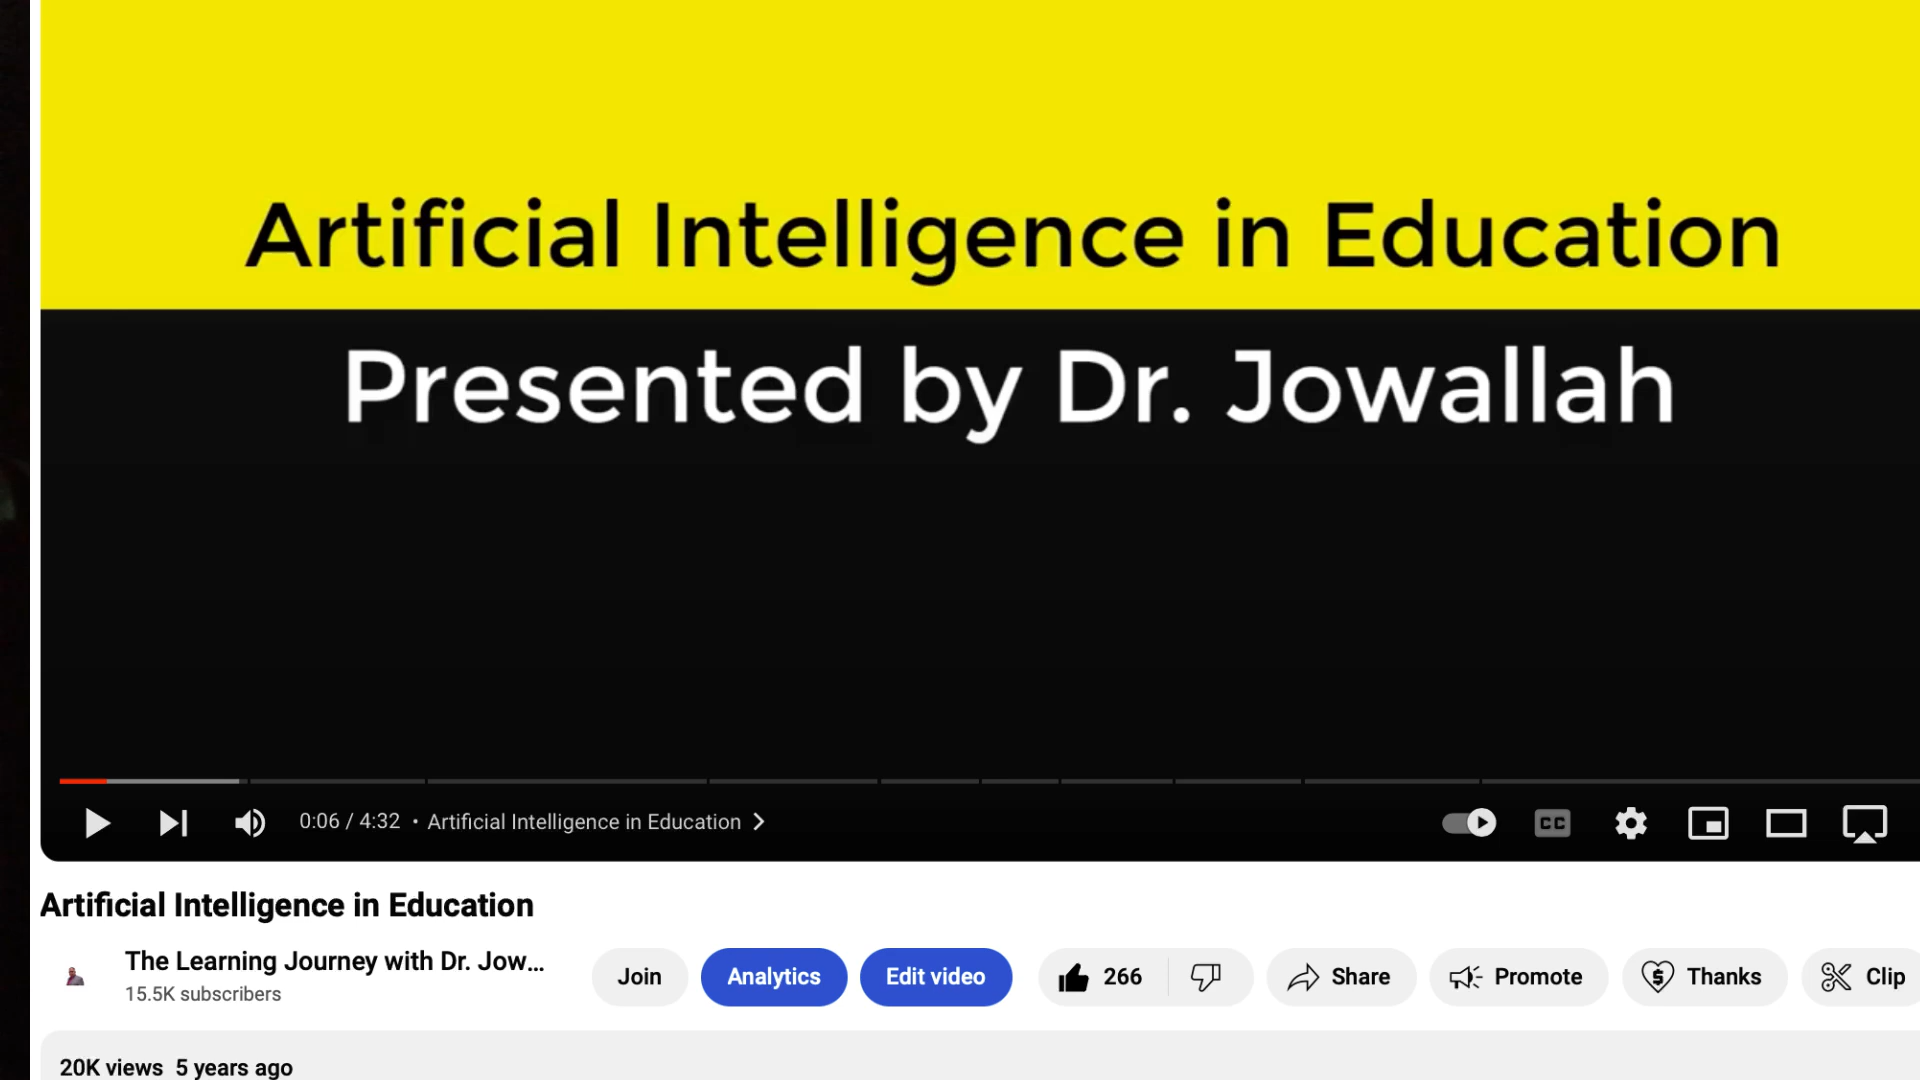 Artificial Intelligence in Education
Presented by Dr. Jowallah
0:06 / 4:32 • Artificial Intelligence in Education
CC
Artificial Intelligence in Education
The Learning Journey with Dr. Jow...
15.5K subscribers
Join
Analytics
Edit video
266
Share
Promote
Thanks
Clip
20K views 5 years ago